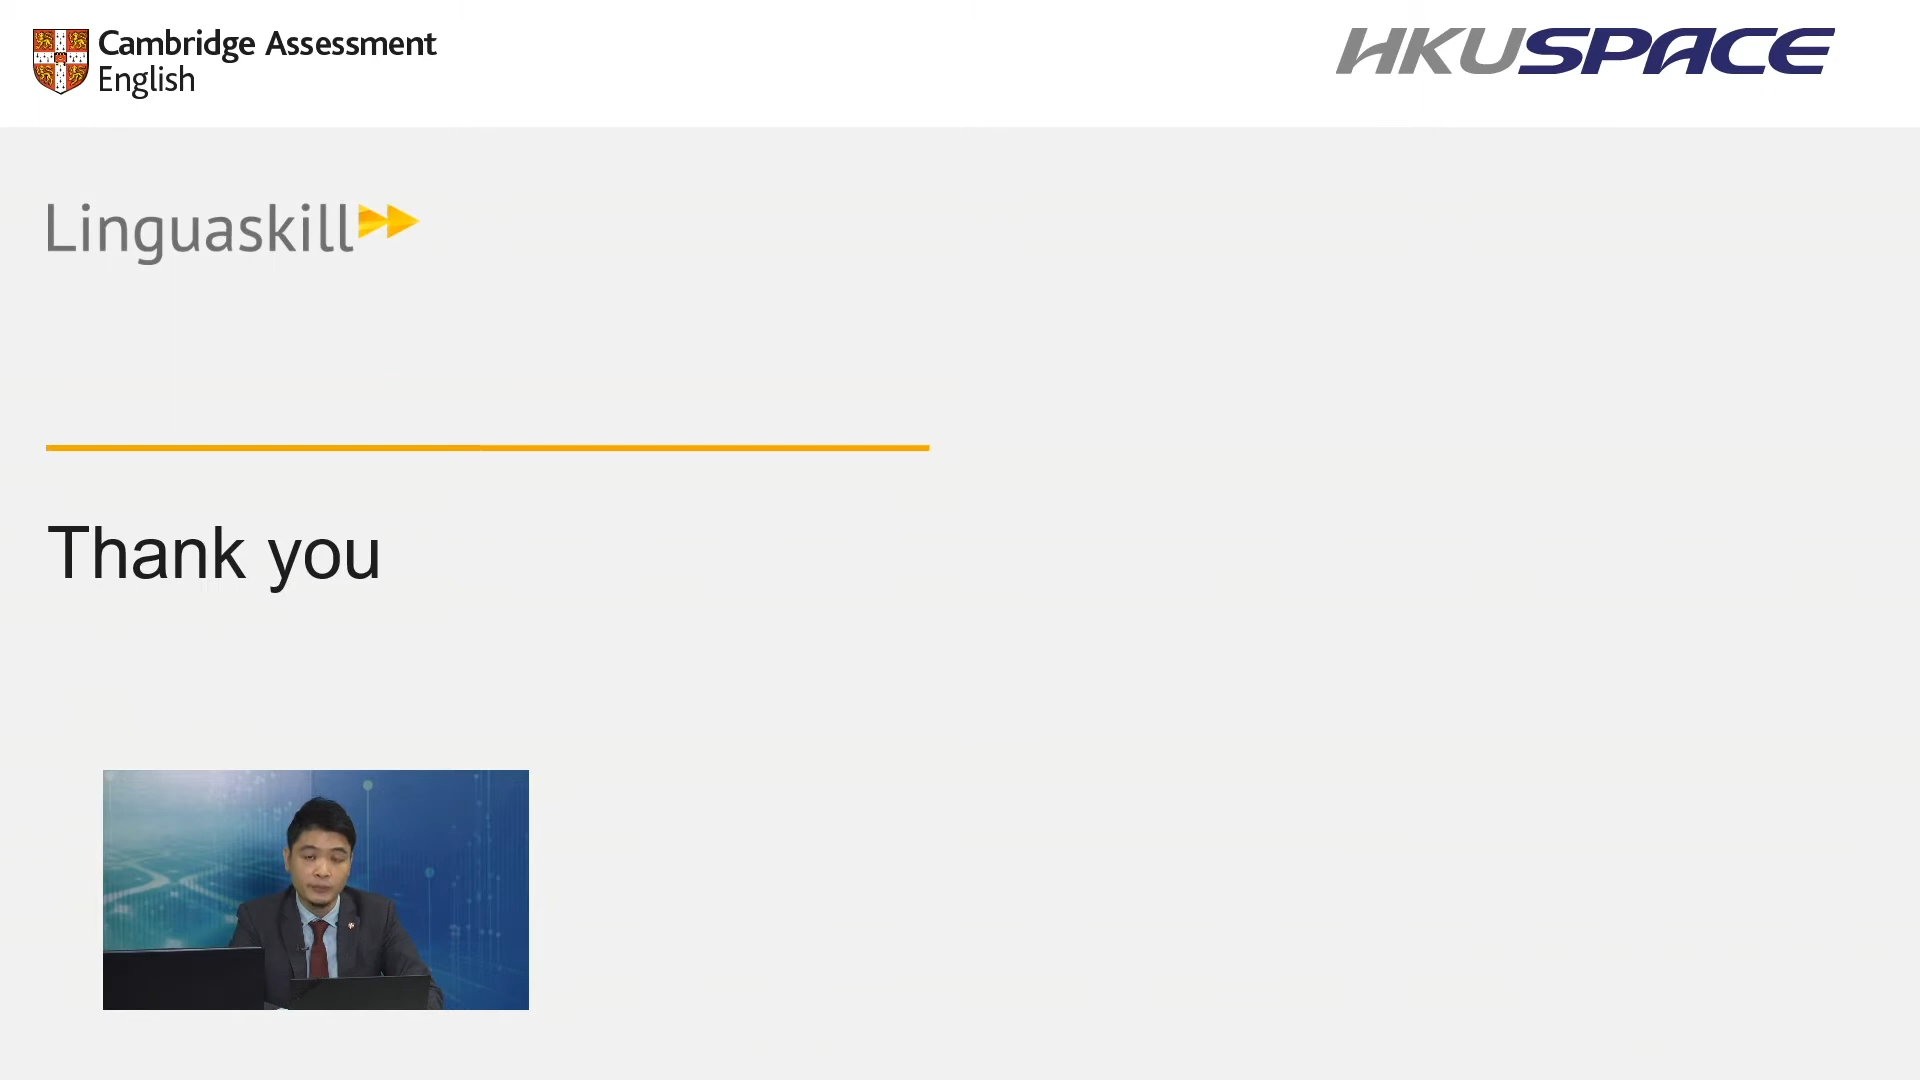 Cambridge Assessment
English
HKUSPACE
Linguaskill
Thank you